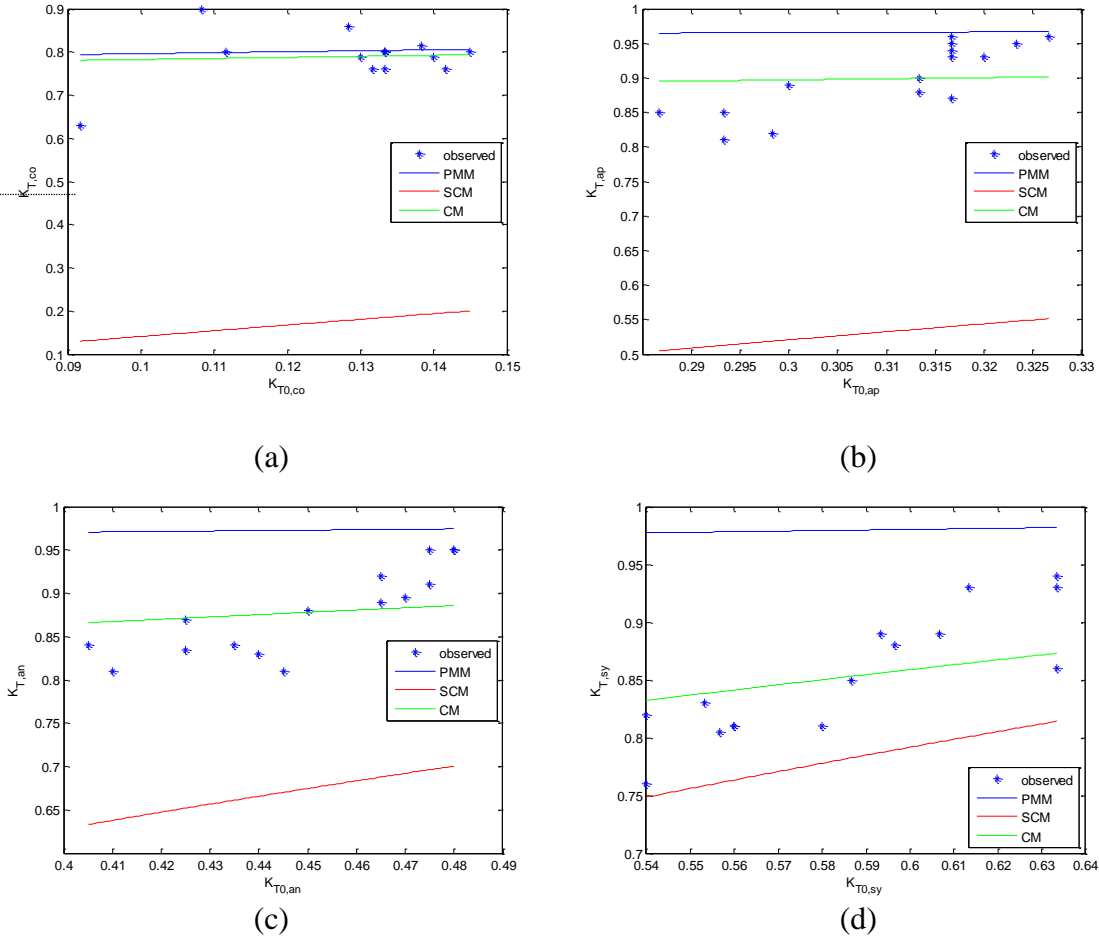 (a)
0.9
0.8
0.7
0.6
0.5
0.4
0.3
0.2
0.1
K_T,co
0.09 0.1 0.11 0.12 0.13 0.14 0.15
K_T0,co
observed
PMM
SCM
CM
1
0.95
0.9
0.85
0.8
0.75
0.7
0.65
0.6
0.55
0.5
K_T,ap
0.29 0.295 0.3 0.305 0.31 0.315 0.32 0.325 0.33
K_T0,ap
observed
PMM
SCM
CM
(a)
(b)
1
0.95
0.9
0.85
0.8
0.75
0.7
0.65
K_T,an
0.4 0.41 0.42 0.43 0.44 0.45 0.46 0.47 0.48 0.49
K_T0,an
observed
PMM
SCM
CM
1
0.95
0.9
0.85
0.8
0.75
0.7
K_T,sy
0.54 0.55 0.56 0.57 0.58 0.59 0.6 0.61 0.62 0.63 0.64
K_T0,sy
observed
PMM
SCM
CM
(c)
(d)